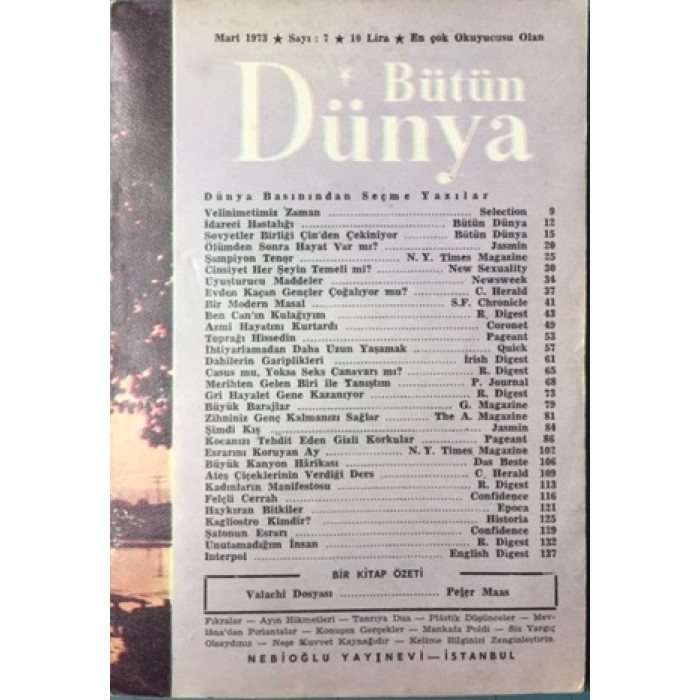 Mart 1973 ★ Sayı : 7 ★ 10 Lira ★ En çok Okuyucusu Olan
Bütün
Dünya
Dünya Basınından Seçme Yazılar
Velinimetimiz Zaman ........ Selection 9
İdareci Hastalığı ........ Bütün Dünya 12
Sovyetler Birliği Çin'den Çekiniyor ........ Bütün Dünya 15
Ölümden Sonra Hayat Var mı? ........ Jasmin 20
Şampiyon Tenor ........ N. Y. Times Magazine 25
Cinsiyet Her Şeyin Temeli mi? ........ New Sexuality 30
Uyuşturucu Maddeler ........ Newsweek 34
Evden Kaçan Gençler Çoğalıyor mu? ........ C. Herald 37
Bir Modern Masal ........ S.F. Chronicle 41
Ben Can'ın Kulağıyım ........ R. Digest 43
Azmi Hayatını Kurtardı ........ Coronet 49
Toprağı Hissedin ........ Pageant 53
İhtiyarlamadan Daha Uzun Yaşamak ........ Quick 57
Dahilerin Gariplikleri ........ Irish Digest 61
Casus mu, Yoksa Seks Canavarı mı? ........ R. Digest 65
Merihten Gelen Biri ile Tanıştım ........ P. Journal 68
Gri Hayalet Gene Kazanıyor ........ R. Digest 73
Büyük Barajlar ........ G. Magazine 79
Zihniniz Genç Kalmanızı Sağlar ........ The A. Magazine 81
Şimdi Kış ........ Jasmin 84
Kocanızı Tehdit Eden Gizli Korkular ........ Pageant 86
Esrarını Koruyan Ay ........ N. Y. Times Magazine 102
Büyük Kanyon Hârikası ........ Das Beste 106
Ateş Çiçeklerinin Verdiği Ders ........ C. Herald 109
Kadınların Manifestosu ........ R. Digest 113
Felçli Cerrah ........ Confidence 116
Haykıran Bitkiler ........ Epoca 121
Kagliostro Kimdir? ........ Historia 125
Şatonun Esrarı ........ Confidence 129
Unutamadığım İnsan ........ R. Digest 132
Interpol ........ English Digest 137
BİR KİTAP ÖZETİ
Valachi Dosyası ........ Peter Maas
Fıkralar — Ayın Hikmetleri — Tanrıya Dua — Plâstik Düşünceler — Mev-
lâna'dan Pırlantalar — Konuşan Gerçekler — Mankafa Poldi — Siz Yargıç
Olsaydınız — Neşe Kuvvet Kaynağıdır — Kelime Bilginizi Zenginleştirin.
NEBİOĞLU YAYINEVİ — İSTANBUL